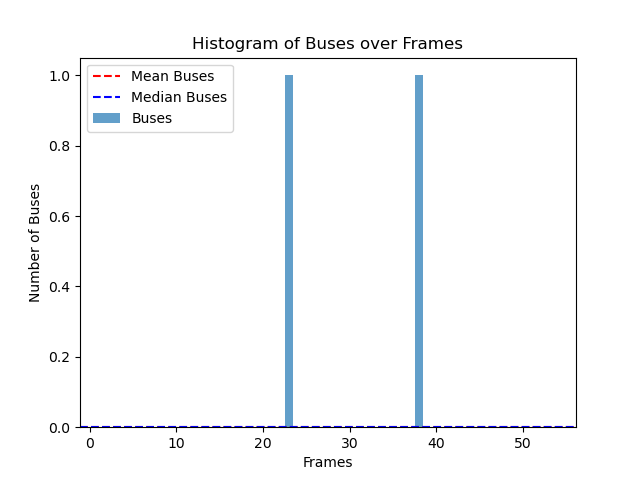 Histogram of Buses over Frames
Mean Buses
Median Buses
Buses
1.0
0.8
0.6
0.4
0.2
0.0
Number of Buses
0 10 20 30 40 50
Frames